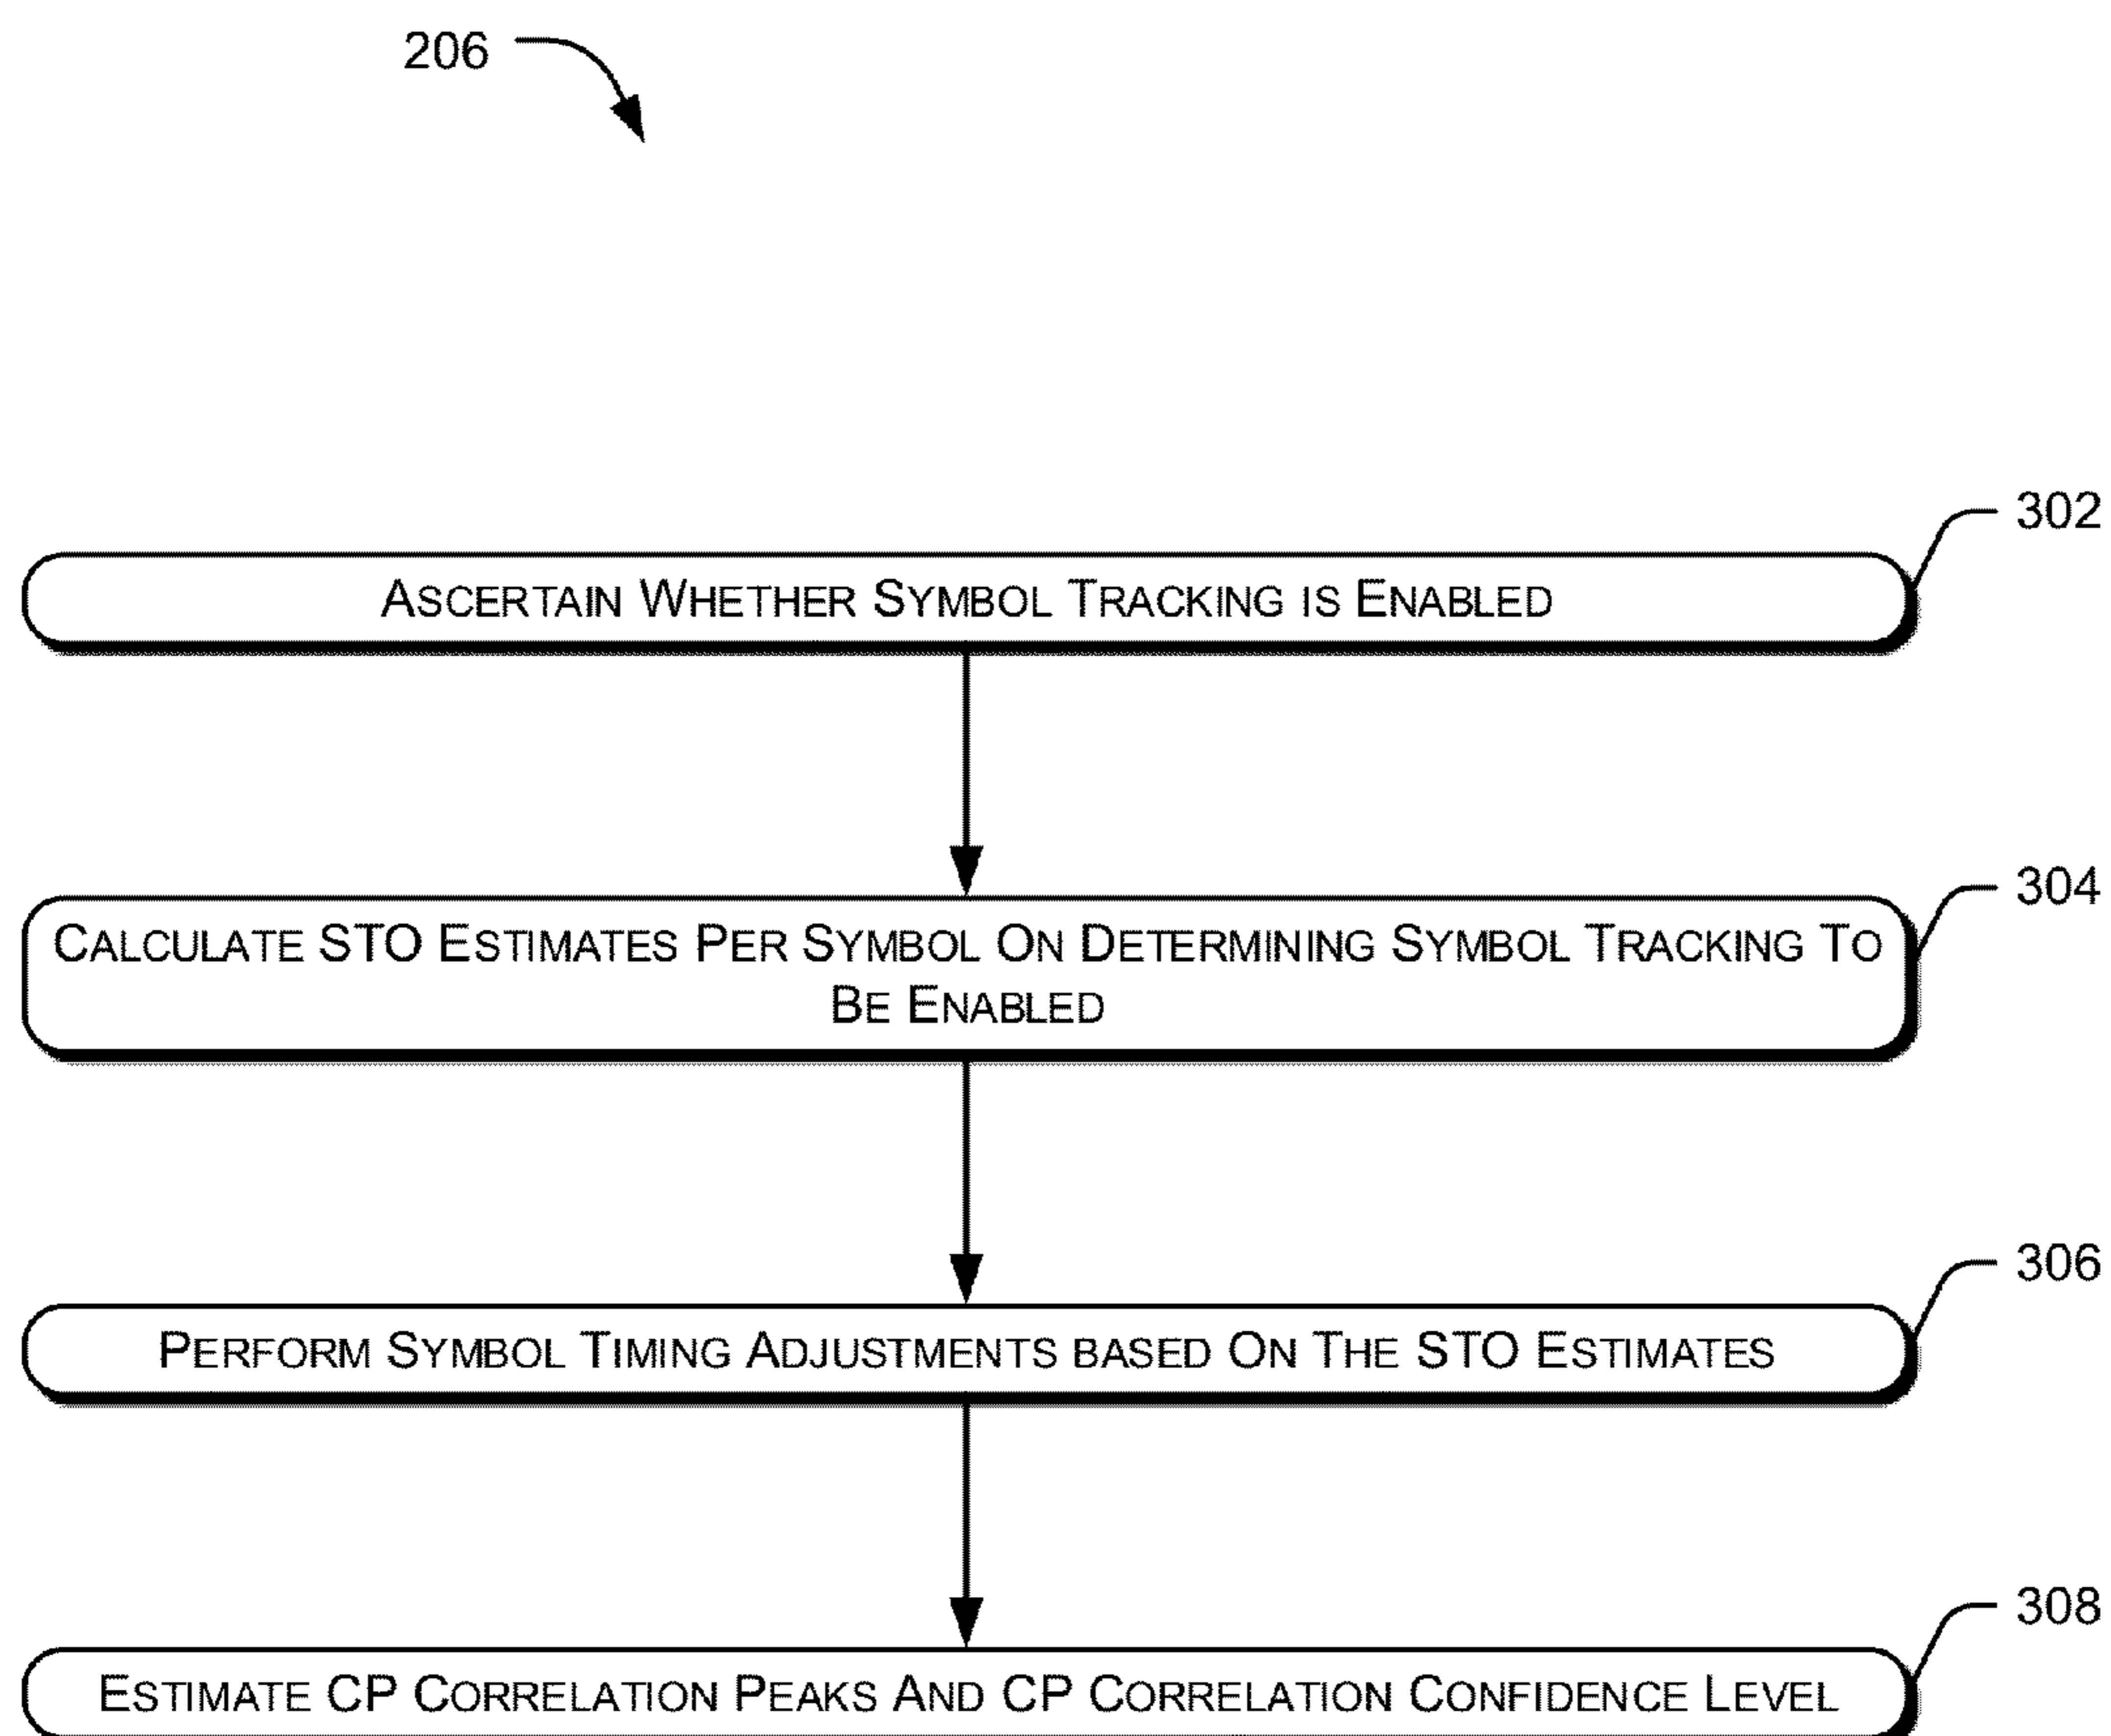 206
302
Ascertain Whether Symbol Tracking is Enabled
304
Calculate STO Estimates Per Symbol On Determining Symbol Tracking To
Be Enabled
306
Perform Symbol Timing Adjustments based On The STO Estimates
308
Estimate CP Correlation Peaks And CP Correlation Confidence Level